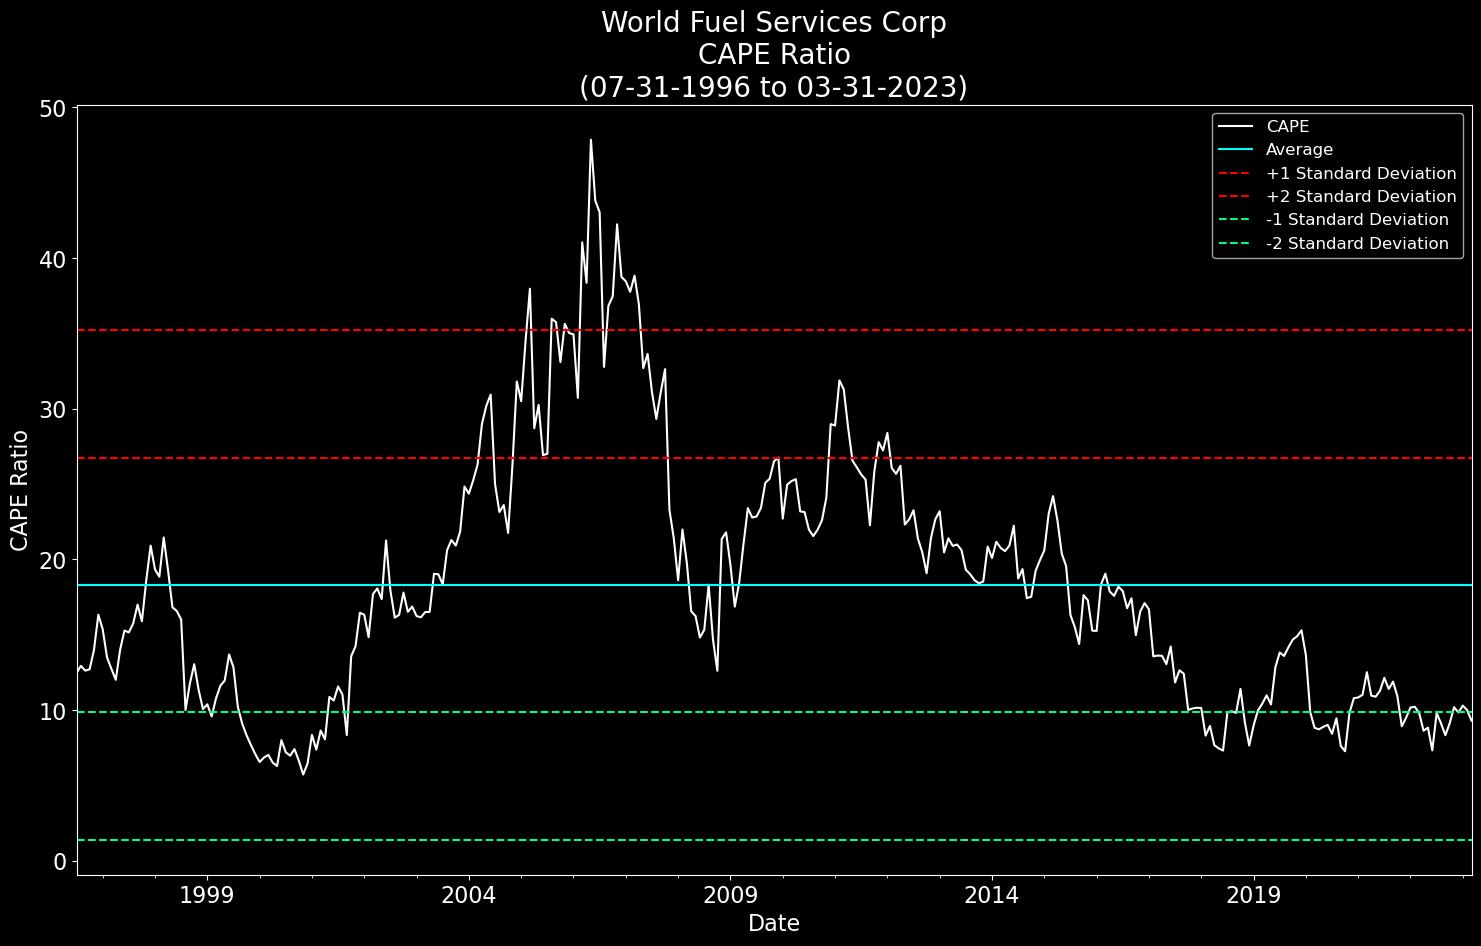 World Fuel Services Corp
CAPE Ratio
(07-31-1996 to 03-31-2023)
CAPE
Average
+1 Standard Deviation
+2 Standard Deviation
-1 Standard Deviation
-2 Standard Deviation
CAPE Ratio
50
40
30
20
10
0
1999
2004
2009
2014
2019
Date